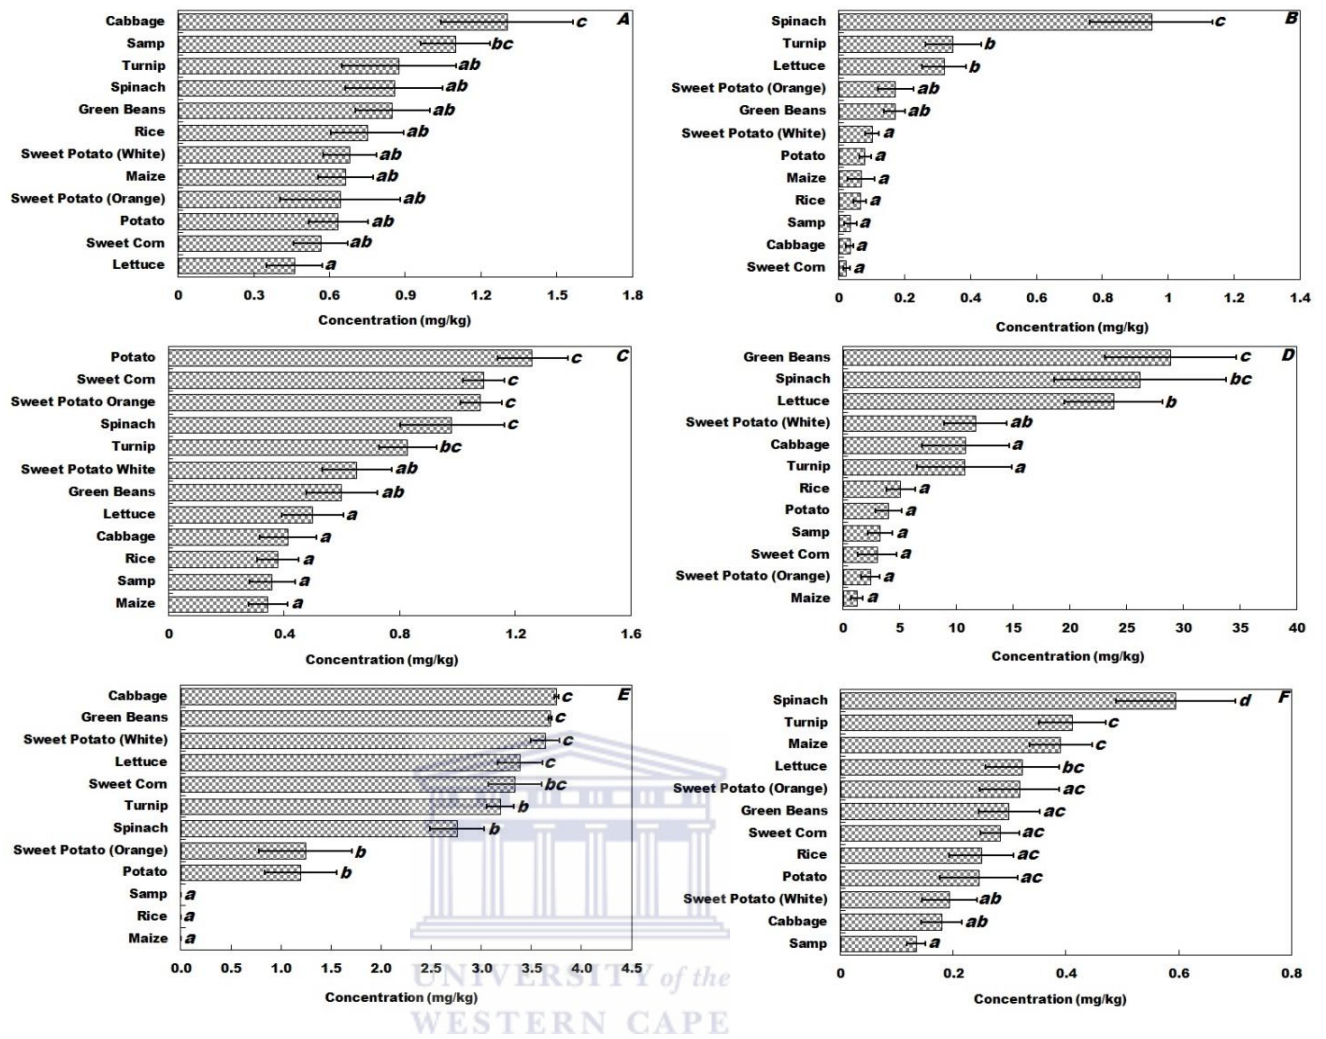 A
Cabbage c
Samp bc
Turnip ab
Spinach ab
Green Beans ab
Rice ab
Sweet Potato (White) ab
Maize ab
Sweet Potato (Orange) ab
Potato ab
Sweet Corn ab
Lettuce a
0 0.3 0.6 0.9 1.2 1.5 1.8
Concentration (mg/kg)
B
Spinach c
Turnip b
Lettuce b
Sweet Potato (Orange) ab
Green Beans ab
Sweet Potato (White) a
Potato a
Maize a
Rice a
Samp a
Cabbage a
Sweet Corn a
0 0.2 0.4 0.6 0.8 1 1.2 1.4
Concentration (mg/kg)
C
Potato c
Sweet Corn c
Sweet Potato Orange c
Spinach c
Turnip bc
Sweet Potato White ab
Green Beans ab
Lettuce a
Cabbage a
Rice a
Samp a
Maize a
0 0.4 0.8 1.2 1.6
Concentration (mg/kg)
D
Green Beans c
Spinach bc
Lettuce b
Sweet Potato (White) ab
Cabbage a
Turnip a
Rice a
Potato a
Samp a
Sweet Corn a
Sweet Potato (Orange) a
Maize a
0 5 10 15 20 25 30 35 40
Concentration (mg/kg)
E
Cabbage c
Green Beans c
Sweet Potato (White) c
Lettuce c
Sweet Corn bc
Turnip b
Spinach b
Sweet Potato (Orange) b
Potato b
Samp a
Rice a
Maize a
0.0 0.5 1.0 1.5 2.0 2.5 3.0 3.5 4.0 4.5
Concentration (mg/kg)
F
Spinach d
Turnip c
Maize c
Lettuce bc
Sweet Potato (Orange) ac
Green Beans ac
Sweet Corn ac
Rice ac
Potato ac
Sweet Potato (White) ab
Cabbage ab
Samp a
0 0.2 0.4 0.6 0.8
Concentration (mg/kg)
UNIVERSITY of the
WESTERN CAPE